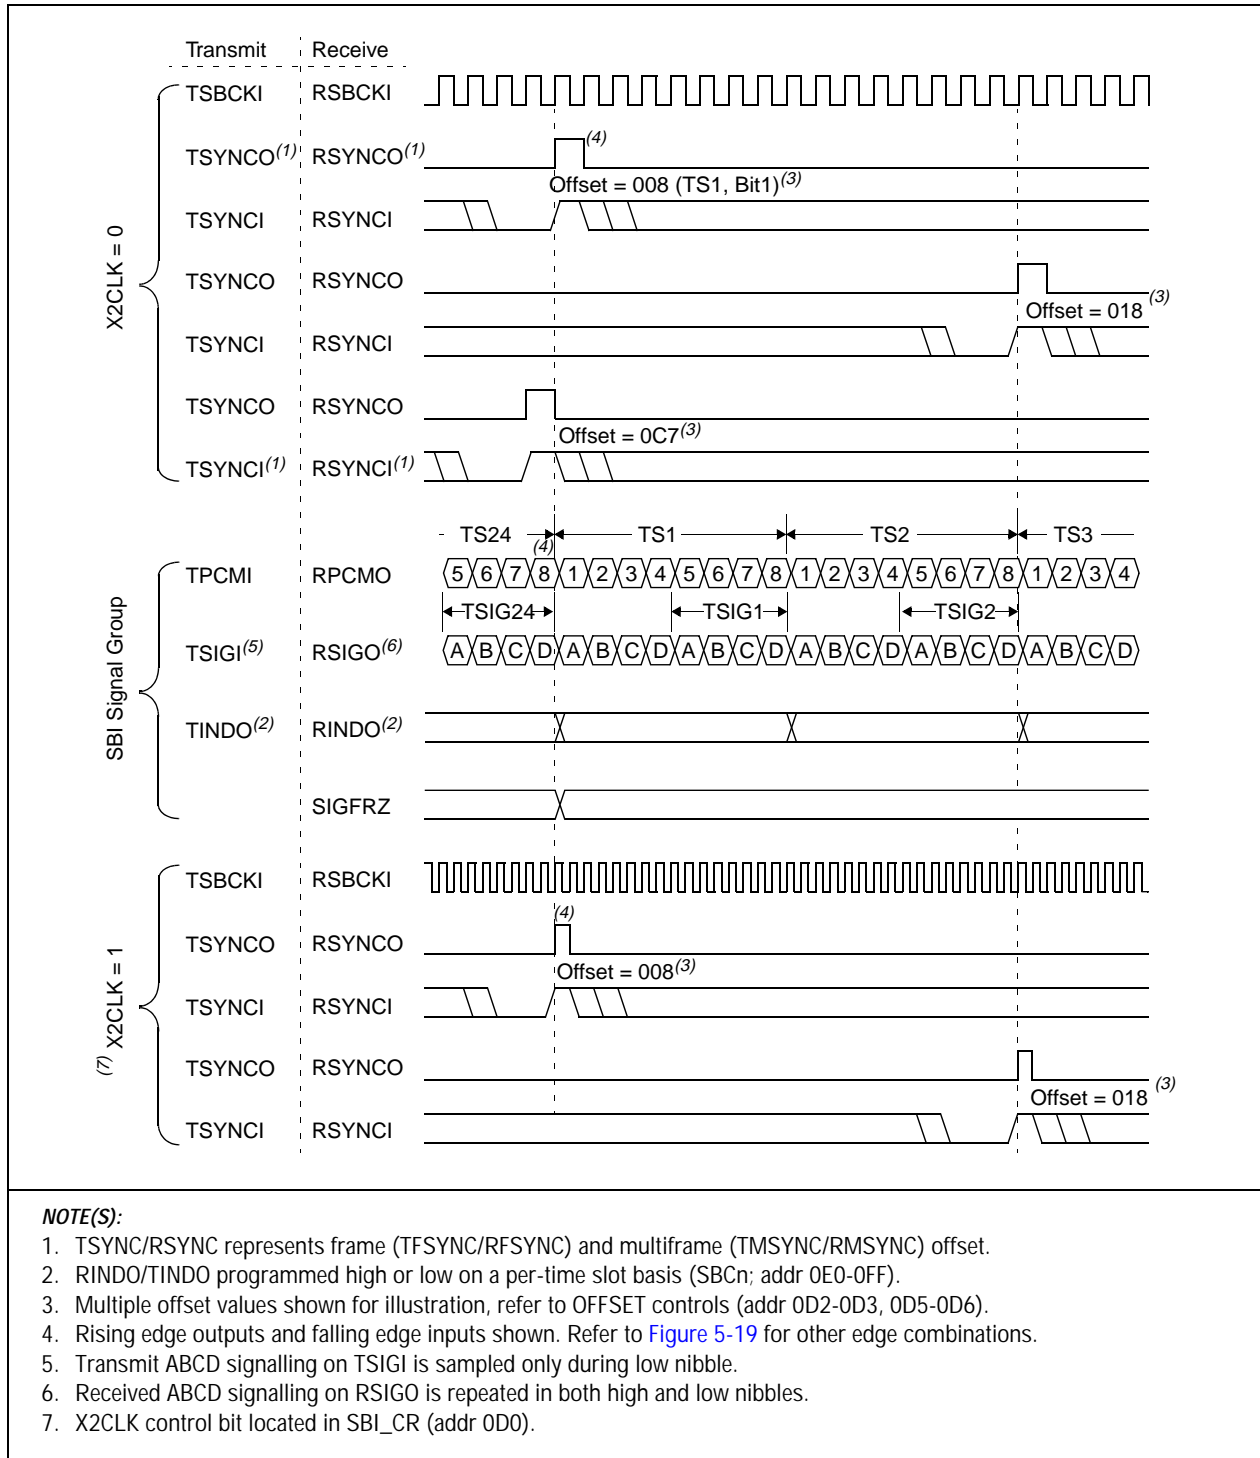 Transmit Receive
TSBCKI RSBCKI
(4)
TSYNCO(1) RSYNCO(1)
Offset = 008 (TS1, Bit1)(3)
TSYNCI RSYNCI
X2CLK = 0
TSYNCO RSYNCO
Offset = 018 (3)
TSYNCI RSYNCI
TSYNCO RSYNCO
Offset = 0C7(3)
TSYNCI(1) RSYNCI(1)
TS24 TS1 TS2 TS3
(4)
TPCMI RPCMO 5 6 7 8 1 2 3 4 5 6 7 8 1 2 3 4 5 6 7 8 1 2 3 4
TSIG24 TSIG1 TSIG2
TSIGI(5) RSIGO(6) A B C D A B C D A B C D A B C D A B C D A B C D
SBI Signal Group
TINDO(2) RINDO(2)
SIGFRZ
TSBCKI RSBCKI
(4)
TSYNCO RSYNCO
Offset = 008(3)
TSYNCI RSYNCI
(7) X2CLK = 1
TSYNCO RSYNCO
Offset = 018 (3)
TSYNCI RSYNCI
NOTE(S):
1. TSYNC/RSYNC represents frame (TFSYNC/RFSYNC) and multiframe (TMSYNC/RMSYNC) offset.
2. RINDO/TINDO programmed high or low on a per-time slot basis (SBCn; addr 0E0-0FF).
3. Multiple offset values shown for illustration, refer to OFFSET controls (addr 0D2-0D3, 0D5-0D6).
4. Rising edge outputs and falling edge inputs shown. Refer to Figure 5-19 for other edge combinations.
5. Transmit ABCD signalling on TSIGI is sampled only during low nibble.
6. Received ABCD signalling on RSIGO is repeated in both high and low nibbles.
7. X2CLK control bit located in SBI_CR (addr 0D0).